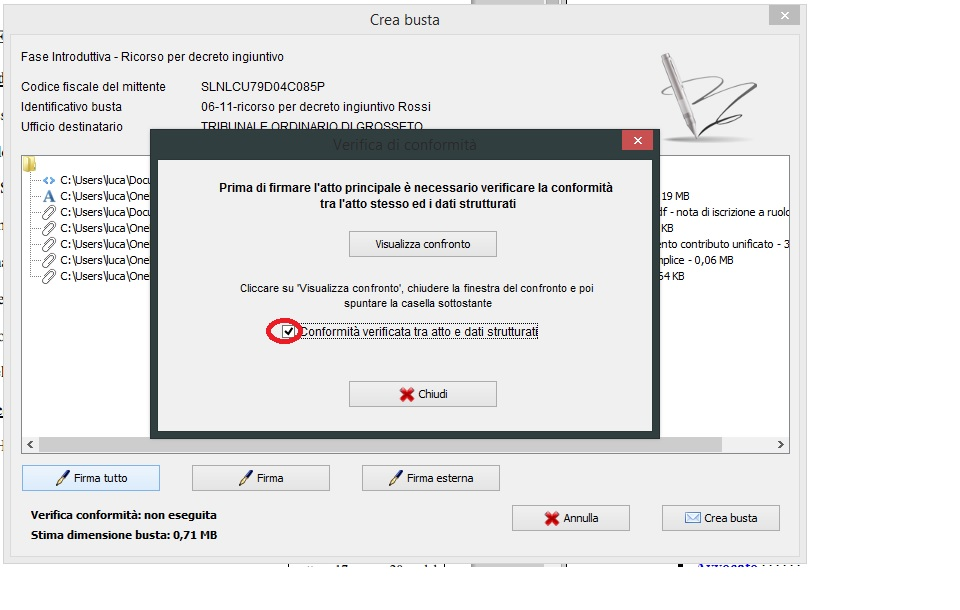 Crea busta
Fase Introduttiva - Ricorso per decreto ingiuntivo
Codice fiscale del mittente SLNLCU79D04C085P
Identificativo busta 06-11-ricorso per decreto ingiuntivo Rossi
Ufficio destinatario TRIBUNALE ORDINARIO DI GROSSETO
Verifica di conformità
Prima di firmare l'atto principale è necessario verificare la conformità
tra l'atto stesso ed i dati strutturati
Visualizza confronto
Cliccare su 'Visualizza confronto', chiudere la finestra del confronto e poi
spuntare la casella sottostante
Conformità verificata tra atto e dati strutturati
Chiudi
C:\Users\luca\Docu
C:\Users\luca\One 19 MB
C:\Users\luca\Docu df - nota di iscrizione a ruolo
C:\Users\luca\One KB
C:\Users\luca\One ento contributo unificato - 3
C:\Users\luca\One mplice - 0,06 MB
C:\Users\luca\One 64 KB
Firma tutto Firma Firma esterna
Verifica conformità: non eseguita
Stima dimensione busta: 0,71 MB
Annulla Crea busta